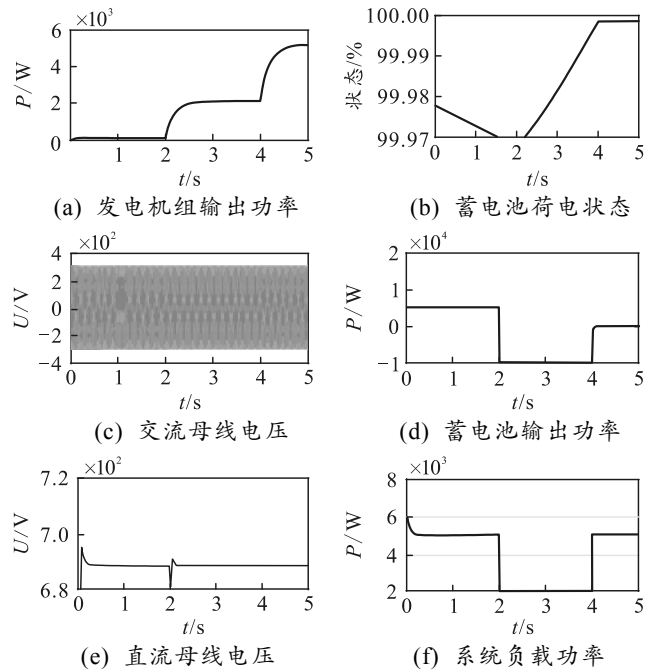 ×10³
6
4
2
0
P/W
1 2 3 4 5
t/s
(a) 发电机组输出功率
100.00
99.99
99.98
99.97
状态/%
0 1 2 3 4 5
t/s
(b) 蓄电池荷电状态
×10²
4
2
0
−2
−4
U/V
0 1 2 3 4 5
t/s
(c) 交流母线电压
×10⁴
2
1
0
−1
P/W
0 1 2 3 4 5
t/s
(d) 蓄电池输出功率
×10²
7.2
7.0
6.8
U/V
0 1 2 3 4 5
t/s
(e) 直流母线电压
×10³
8
6
4
2
P/W
0 1 2 3 4 5
t/s
(f) 系统负载功率